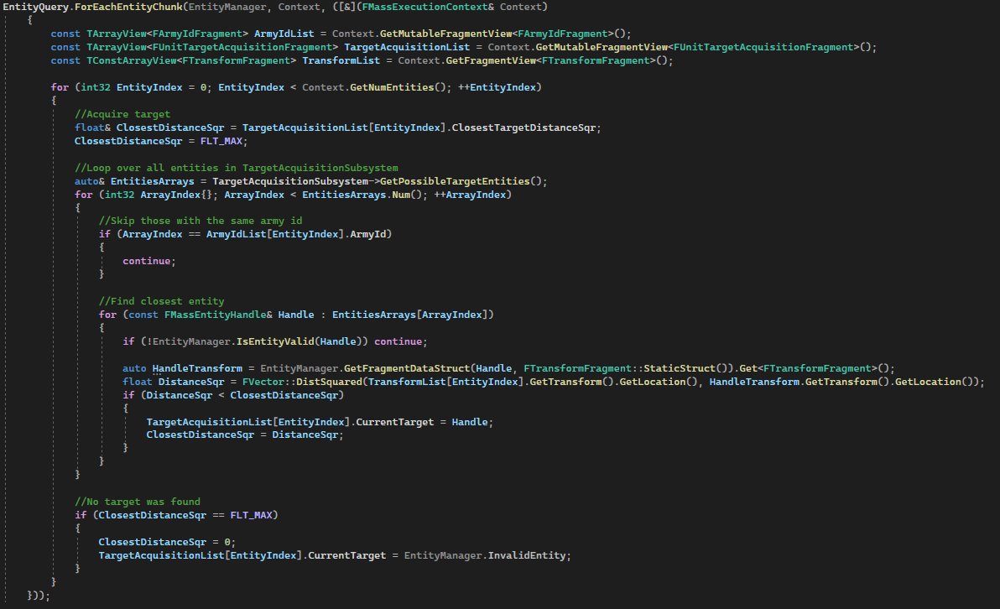 EntityQuery.ForEachEntityChunk(EntityManager, Context, ([&](FMassExecutionContext& Context)
{
const TArrayView<FArmyIdFragment> ArmyIdList = Context.GetMutableFragmentView<FArmyIdFragment>();
const TArrayView<FUnitTargetAcquisitionFragment> TargetAcquisitionList = Context.GetMutableFragmentView<FUnitTargetAcquisitionFragment>();
const TConstArrayView<FTransformFragment> TransformList = Context.GetFragmentView<FTransformFragment>();
for (int32 EntityIndex = 0; EntityIndex < Context.GetNumEntities(); ++EntityIndex)
{
//Acquire target
float& ClosestDistanceSqr = TargetAcquisitionList[EntityIndex].ClosestTargetDistanceSqr;
ClosestDistanceSqr = FLT_MAX;
//Loop over all entities in TargetAcquisitionSubsystem
auto& EntitiesArrays = TargetAcquisitionSubsystem->GetPossibleTargetEntities();
for (int32 ArrayIndex{}; ArrayIndex < EntitiesArrays.Num(); ++ArrayIndex)
{
//Skip those with the same army id
if (ArrayIndex == ArmyIdList[EntityIndex].ArmyId)
{
continue;
}
//Find closest entity
for (const FMassEntityHandle& Handle : EntitiesArrays[ArrayIndex])
{
if (!EntityManager.IsEntityValid(Handle)) continue;
auto HandleTransform = EntityManager.GetFragmentDataStruct(Handle, FTransformFragment::StaticStruct()).Get<FTransformFragment>();
float DistanceSqr = FVector::DistSquared(TransformList[EntityIndex].GetTransform().GetLocation(), HandleTransform.GetTransform().GetLocation());
if (DistanceSqr < ClosestDistanceSqr)
{
TargetAcquisitionList[EntityIndex].CurrentTarget = Handle;
ClosestDistanceSqr = DistanceSqr;
}
}
}
//No target was found
if (ClosestDistanceSqr == FLT_MAX)
{
ClosestDistanceSqr = 0;
TargetAcquisitionList[EntityIndex].CurrentTarget = EntityManager.InvalidEntity;
}
}
}));